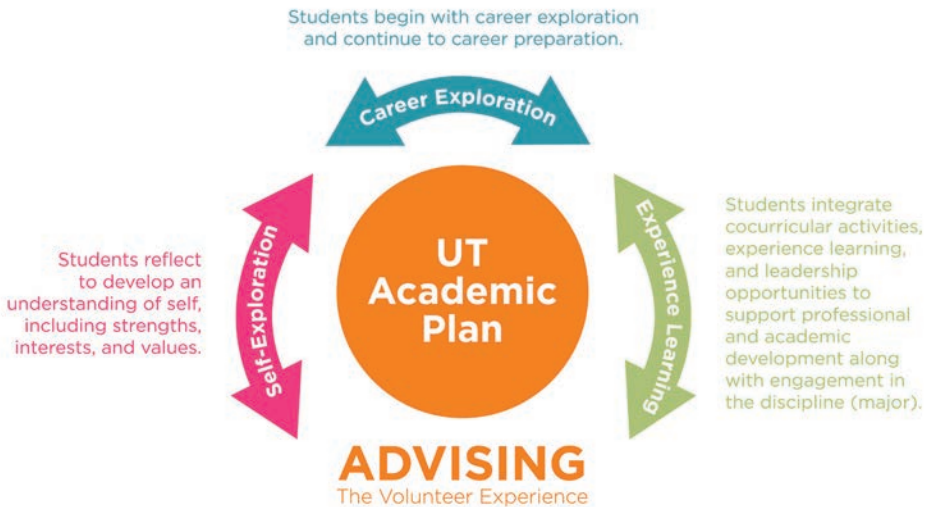 Students begin with career exploration
and continue to career preparation.
Career Exploration
Self-Exploration
Students reflect
to develop an
understanding of self,
including strengths,
interests, and values.
UT
Academic
Plan
Experience Learning
Students integrate
cocurricular activities,
experience learning,
and leadership
opportunities to
support professional
and academic
development along
with engagement in
the discipline (major).
ADVISING
The Volunteer Experience